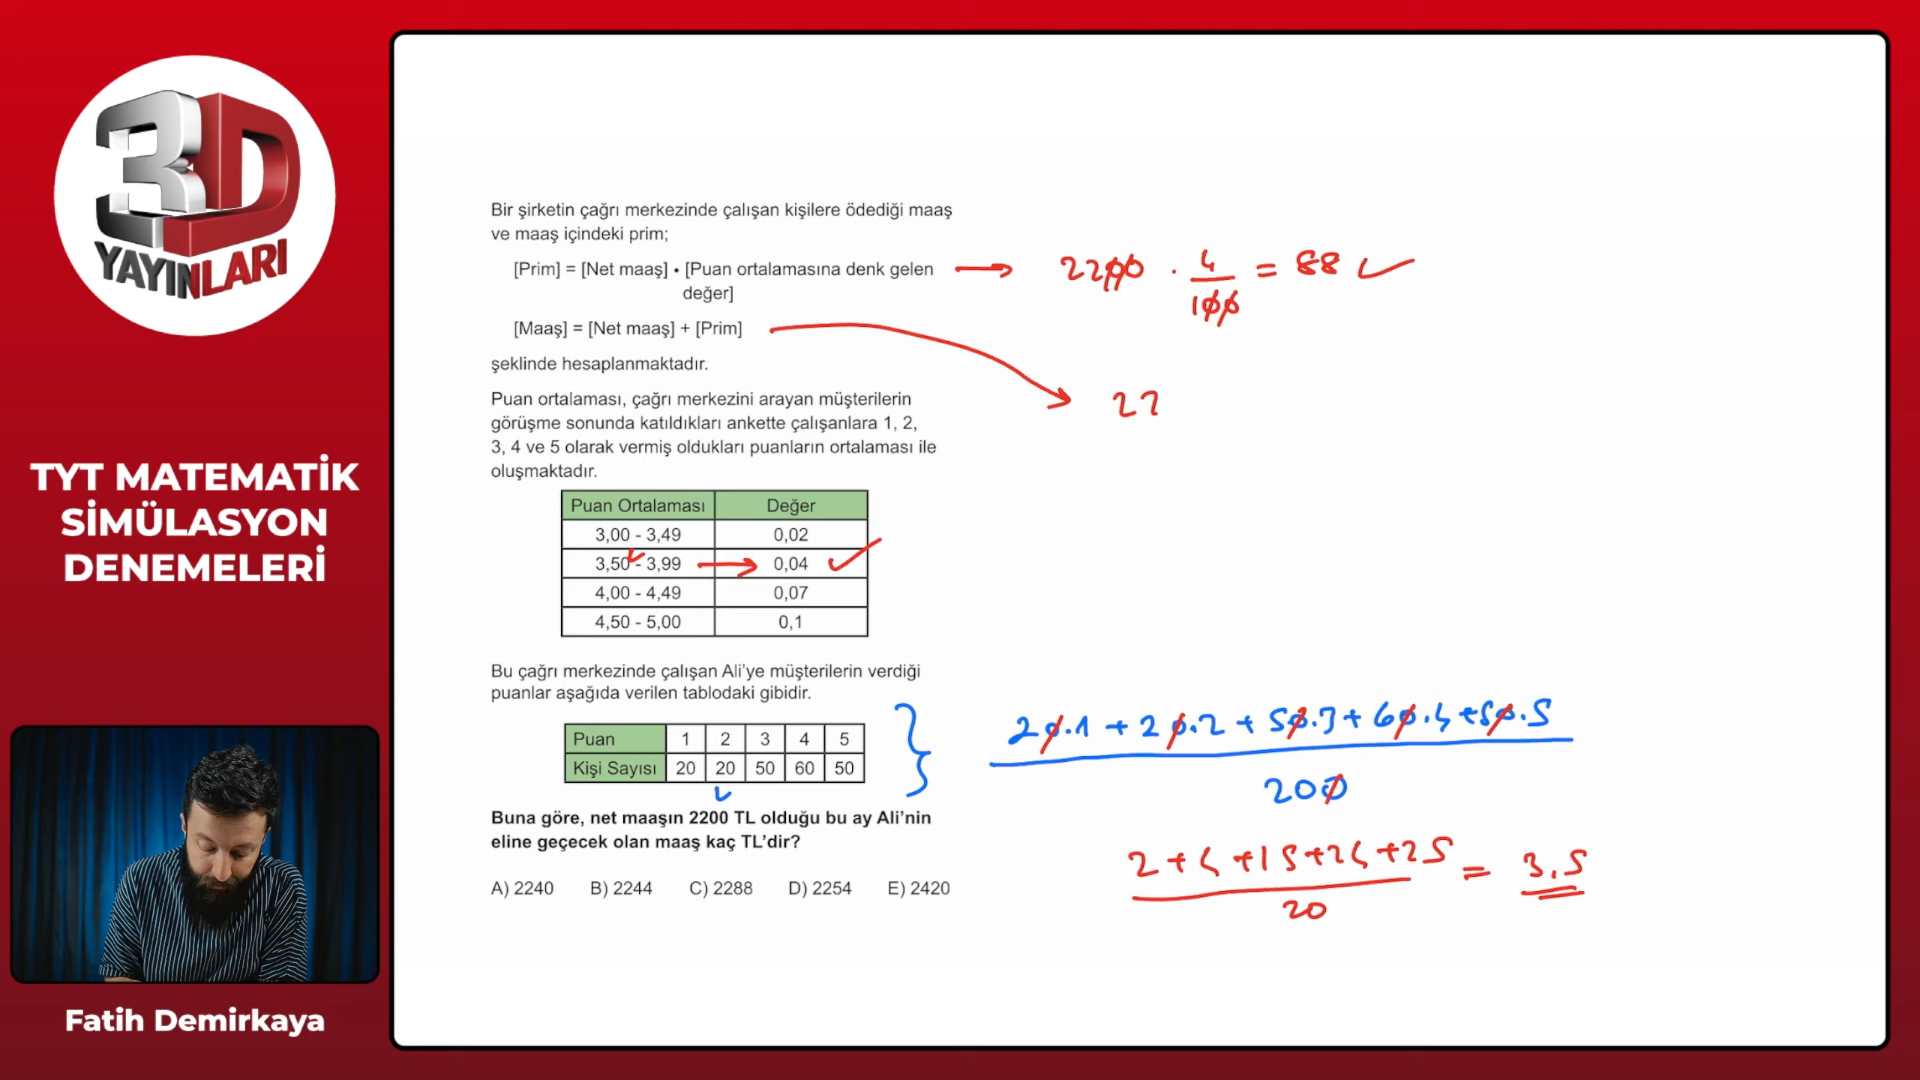 3D
YAYINLARI
TYT MATEMATİK
SİMÜLASYON
DENEMELERİ
Fatih Demirkaya
Bir şirketin çağrı merkezinde çalışan kişilere ödediği maaş
ve maaş içindeki prim;
[Prim] = [Net maaş] • [Puan ortalamasına denk gelen
değer]
[Maaş] = [Net maaş] + [Prim]
şeklinde hesaplanmaktadır.
Puan ortalaması, çağrı merkezini arayan müşterilerin
görüşme sonunda katıldıkları ankette çalışanlara 1, 2,
3, 4 ve 5 olarak vermiş oldukları puanların ortalaması ile
oluşmaktadır.
Puan Ortalaması Değer
3,00 - 3,49 0,02
3,50 - 3,99 0,04
4,00 - 4,49 0,07
4,50 - 5,00 0,1
Bu çağrı merkezinde çalışan Ali'ye müşterilerin verdiği
puanlar aşağıda verilen tablodaki gibidir.
Puan 1 2 3 4 5
Kişi Sayısı 20 20 50 60 50
Buna göre, net maaşın 2200 TL olduğu bu ay Ali'nin
eline geçecek olan maaş kaç TL'dir?
A) 2240 B) 2244 C) 2288 D) 2254 E) 2420
2200 . 4/100 = 88
22
20.1 + 20.2 + 50.3 + 60.4 + 50.5
200
2 + 4 + 15 + 24 + 25 = 3.5
20